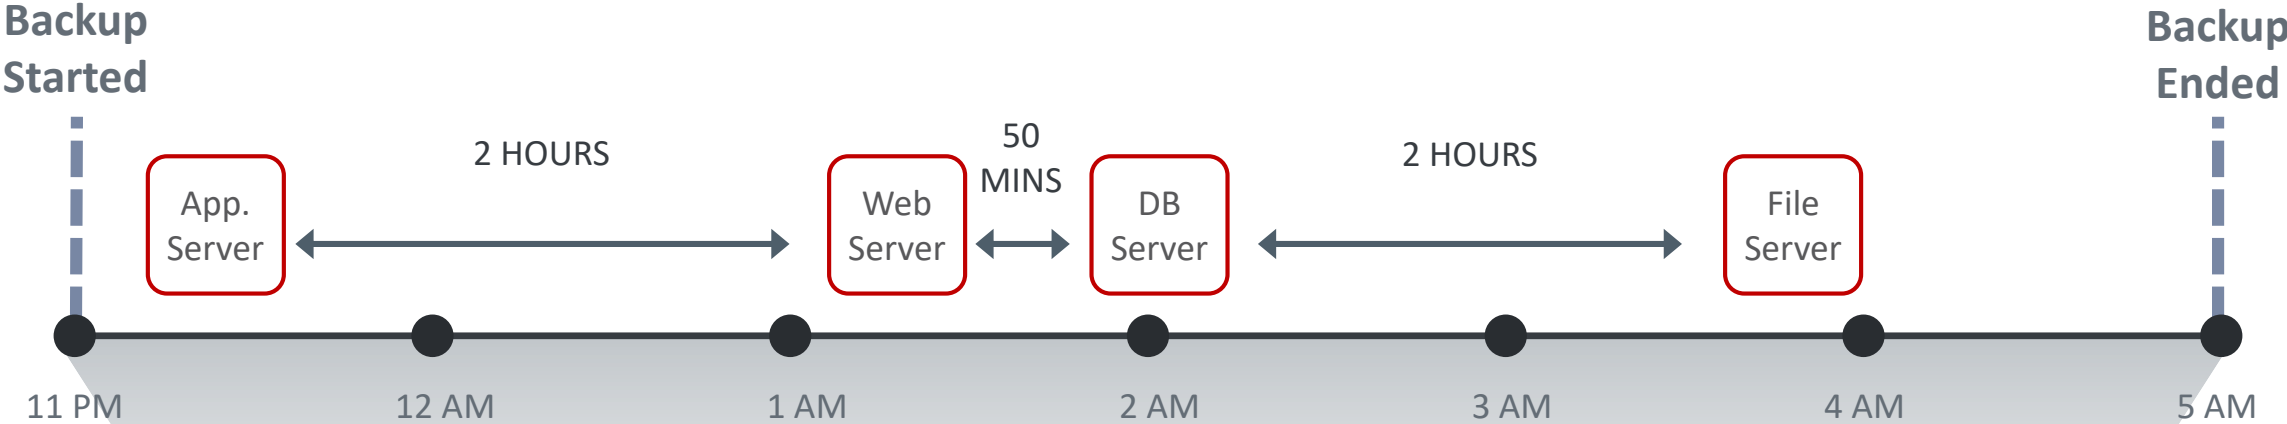 Backup
Started
Backup
Ended
2 HOURS
50
MINS
2 HOURS
App.
Server
Web
Server
DB
Server
File
Server
11 PM
12 AM
1 AM
2 AM
3 AM
4 AM
5 AM